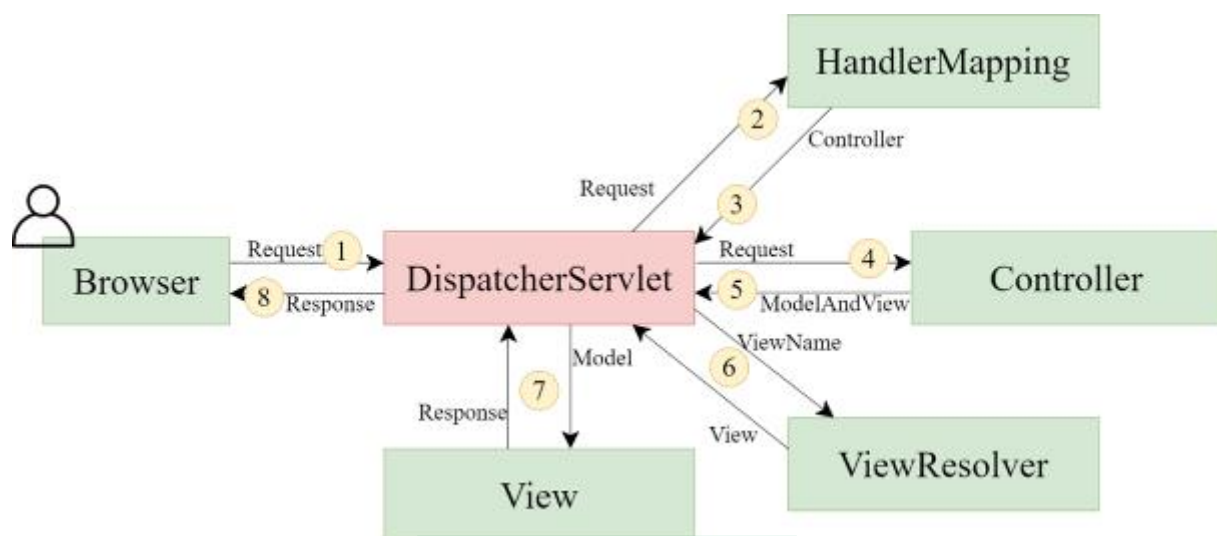 HandlerMapping
2
Controller
Request
3
Request
1
Request
4
Browser
DispatcherServlet
Controller
8
Response
5
ModelAndView
ViewName
Model
6
7
Response
View
ViewResolver
View